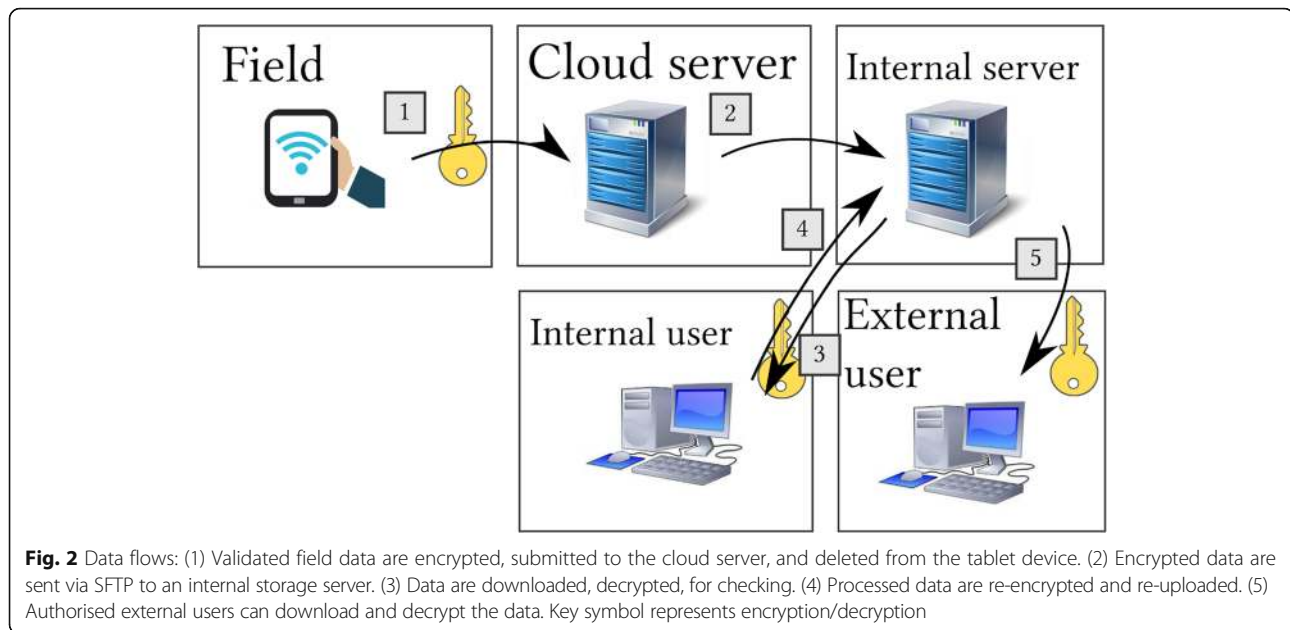 Field
Cloud server
Internal server
1
2
4
5
Internal user
External
user
3
Fig. 2 Data flows: (1) Validated field data are encrypted, submitted to the cloud server, and deleted from the tablet device. (2) Encrypted data are
sent via SFTP to an internal storage server. (3) Data are downloaded, decrypted, for checking. (4) Processed data are re-encrypted and re-uploaded. (5)
Authorised external users can download and decrypt the data. Key symbol represents encryption/decryption